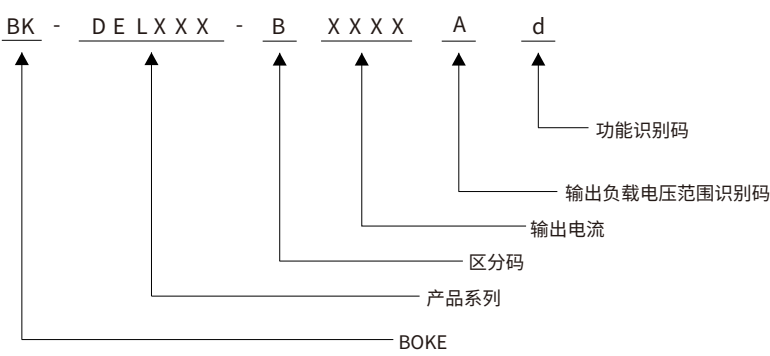 BK - DELXXX - B XXXX A d
功能识别码
输出负载电压范围识别码
输出电流
区分码
产品系列
BOKE